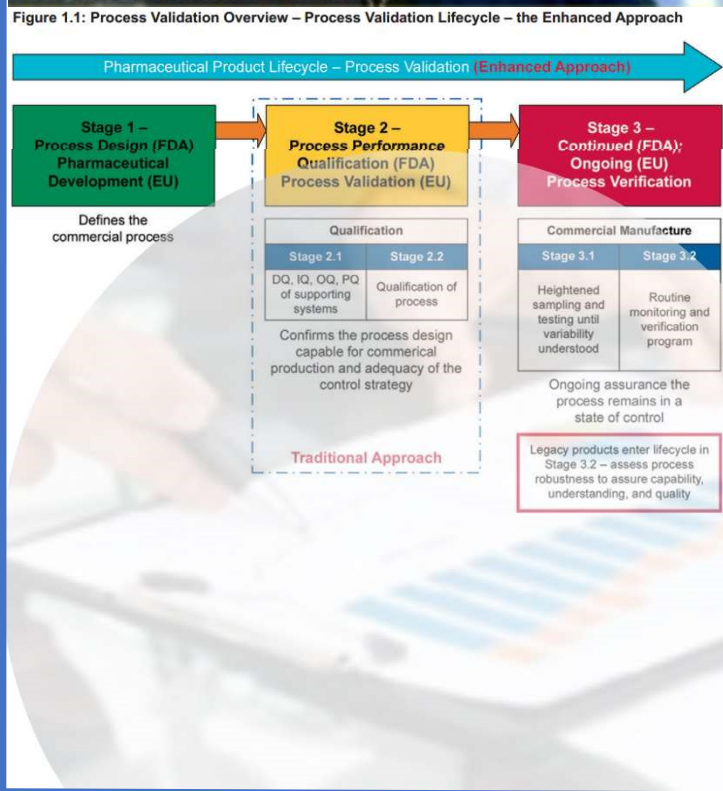 Figure 1.1: Process Validation Overview – Process Validation Lifecycle – the Enhanced Approach
Pharmaceutical Product Lifecycle – Process Validation (Enhanced Approach)
Stage 1 –
Process Design (FDA)
Pharmaceutical
Development (EU)
Defines the
commercial process
Stage 2 –
Process Performance
Qualification (FDA)
Process Validation (EU)
Qualification
Stage 2.1
Stage 2.2
DQ, IQ, OQ, PQ
of supporting
systems
Qualification of
process
Confirms the process design
capable for commerical
production and adequacy of the
control strategy
Traditional Approach
Stage 3 –
Continued (FDA);
Ongoing (EU)
Process Verification
Commercial Manufacture
Stage 3.1
Stage 3.2
Heightened
sampling and
testing until
variability
understood
Routine
monitoring and
verification
program
Ongoing assurance the
process remains in a
state of control
Legacy products enter lifecycle in
Stage 3.2 – assess process
robustness to assure capability,
understanding, and quality